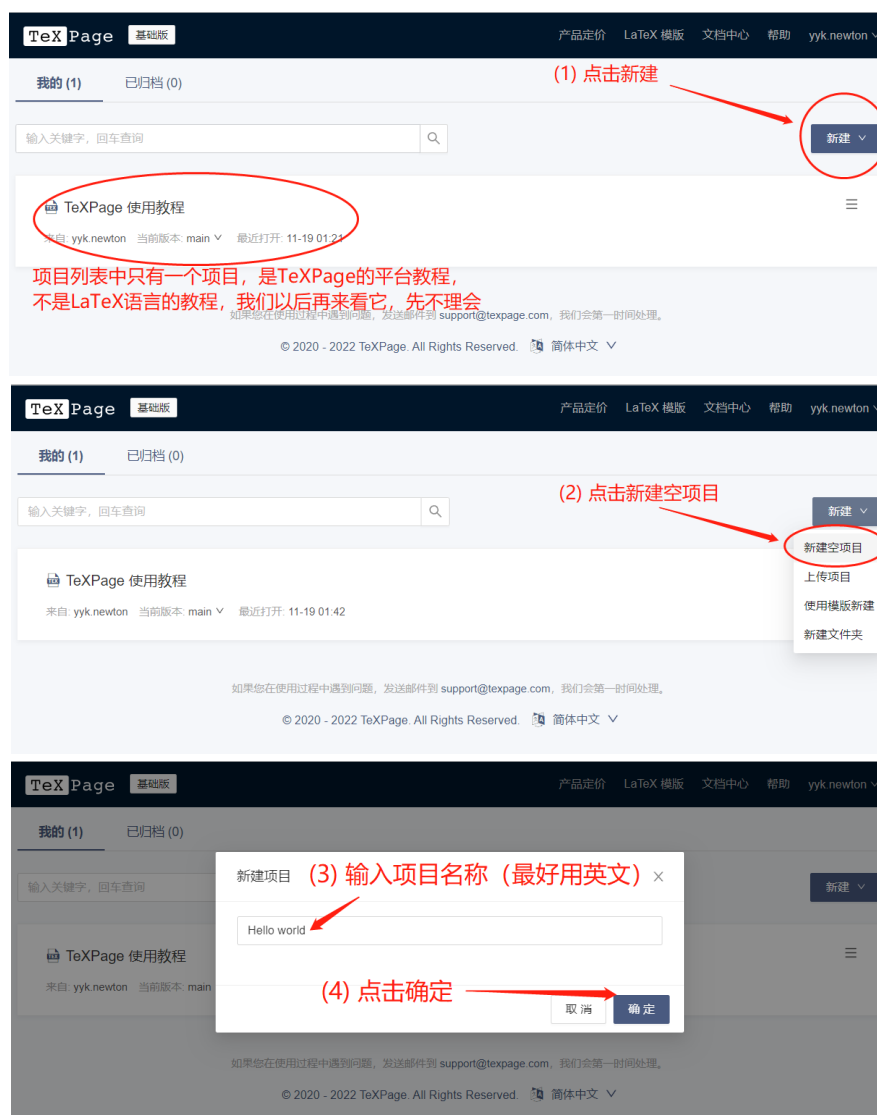 TeX Page 基础版 产品定价 LaTeX 模版 文档中心 帮助 yyk.newton
我的 (1) 已归档 (0)
(1) 点击新建
输入关键字，回车查询 新建
TeXPage 使用教程
来自: yyk.newton 当前版本: main 最近打开: 11-19 01:21
项目列表中只有一个项目，是TeXPage的平台教程，
不是LaTeX语言的教程，我们以后再来看它，先不理会
如果您在使用过程中遇到问题，发送邮件到 support@texpage.com，我们会第一时间处理。
© 2020 - 2022 TeXPage. All Rights Reserved. 简体中文
TeX Page 基础版 产品定价 LaTeX 模版 文档中心 帮助 yyk.newton
我的 (1) 已归档 (0)
(2) 点击新建空项目
输入关键字，回车查询 新建
新建空项目
上传项目
使用模版新建
新建文件夹
TeXPage 使用教程
来自: yyk.newton 当前版本: main 最近打开: 11-19 01:42
如果您在使用过程中遇到问题，发送邮件到 support@texpage.com，我们会第一时间处理。
© 2020 - 2022 TeXPage. All Rights Reserved. 简体中文
TeX Page 基础版 产品定价 LaTeX 模版 文档中心 帮助 yyk.newton
我的 (1) 已归档 (0)
新建项目 (3) 输入项目名称（最好用英文）
输入关键字，回车查询 新建
Hello world
TeXPage 使用教程
来自: yyk.newton 当前版本: main
(4) 点击确定
取消 确定
如果您在使用过程中遇到问题，发送邮件到 support@texpage.com，我们会第一时间处理。
© 2020 - 2022 TeXPage. All Rights Reserved. 简体中文